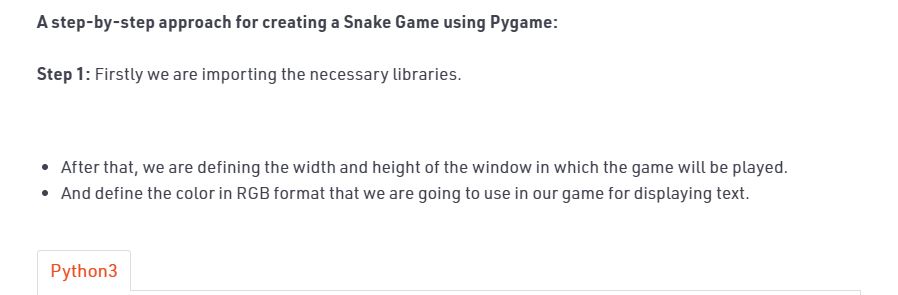 A step-by-step approach for creating a Snake Game using Pygame:
Step 1: Firstly we are importing the necessary libraries.
• After that, we are defining the width and height of the window in which the game will be played.
• And define the color in RGB format that we are going to use in our game for displaying text.
Python3